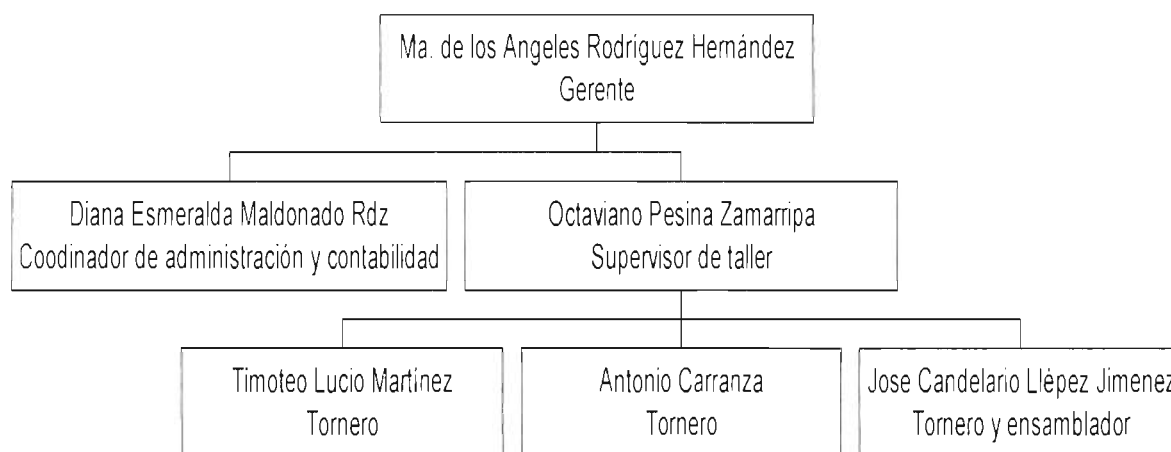 Ma. de los Angeles Rodríguez Hernández
Gerente
Diana Esmeralda Maldonado Rdz
Coodinador de administración y contabilidad
Octaviano Pesina Zamarripa
Supervisor de taller
Timoteo Lucio Martínez
Tornero
Antonio Carranza
Tornero
Jose Candelario Llépez Jimenez
Tornero y ensamblador